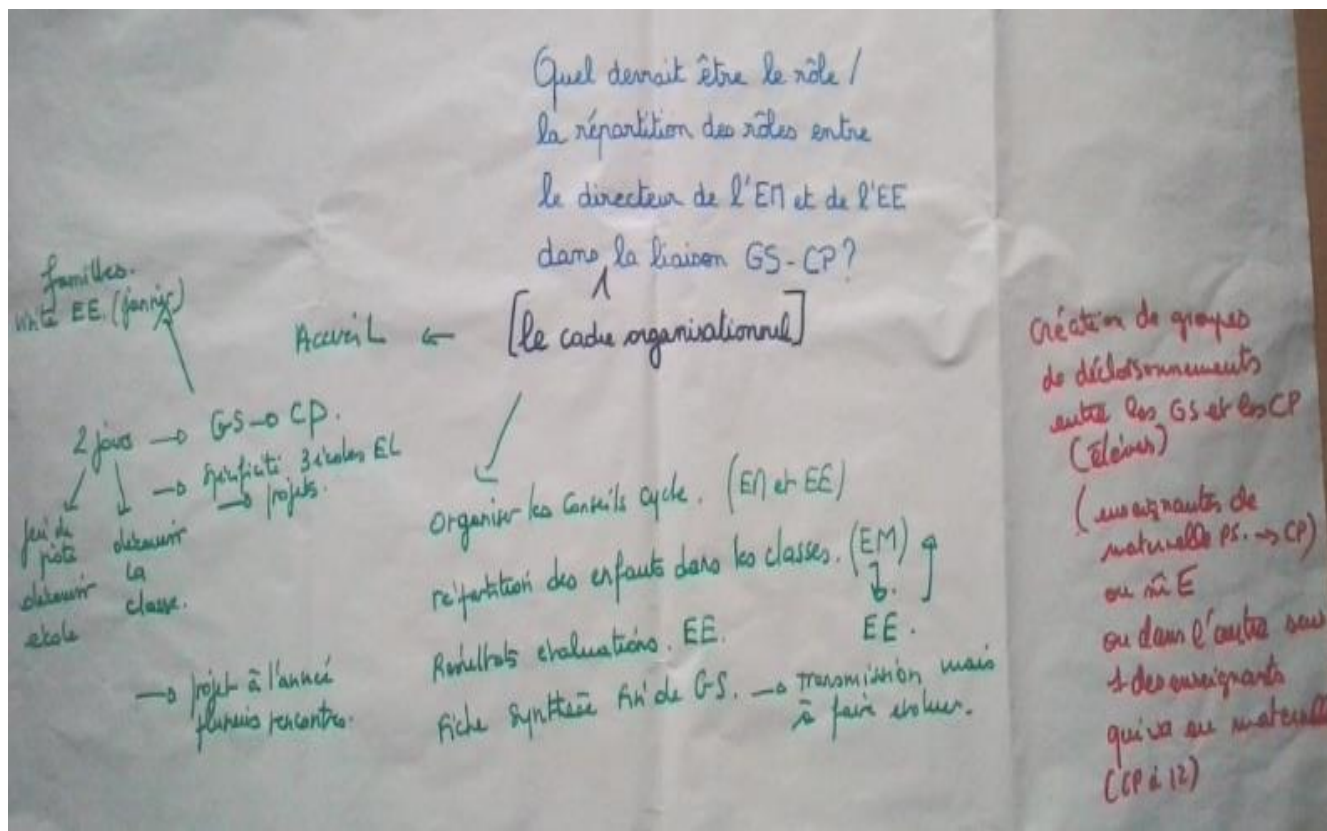 Quel devrait être le rôle /
la répartition des rôles entre
le directeur de l'EM et de l'EE
dans la liaison GS-CP ?
[le cadre organisationnel]
Accueil ←
familles.
EE. (janvier)
2 jours → GS → CP.
→ spécificité 3 écoles EL
→ projets.
Jeu de
piste
découvrir
école
découvrir
la
classe.
→ projet à l'année
plusieurs rencontres.
Organiser les Conseils cycle. (EM et EE)
répartition des enfants dans les classes. (EM)
EE.
Résultats évaluations. EE.
Fiche Synthèse fin de GS. → transmission mais
à faire évoluer.
Création de groupes
de décloisonnements
entre les GS et les CP
(élèves)
(enseignantes de
maternelle PS. → CP)
ou
ou dans l'autre sens
1 des enseignants
qui va en maternelle
(CP à 12)